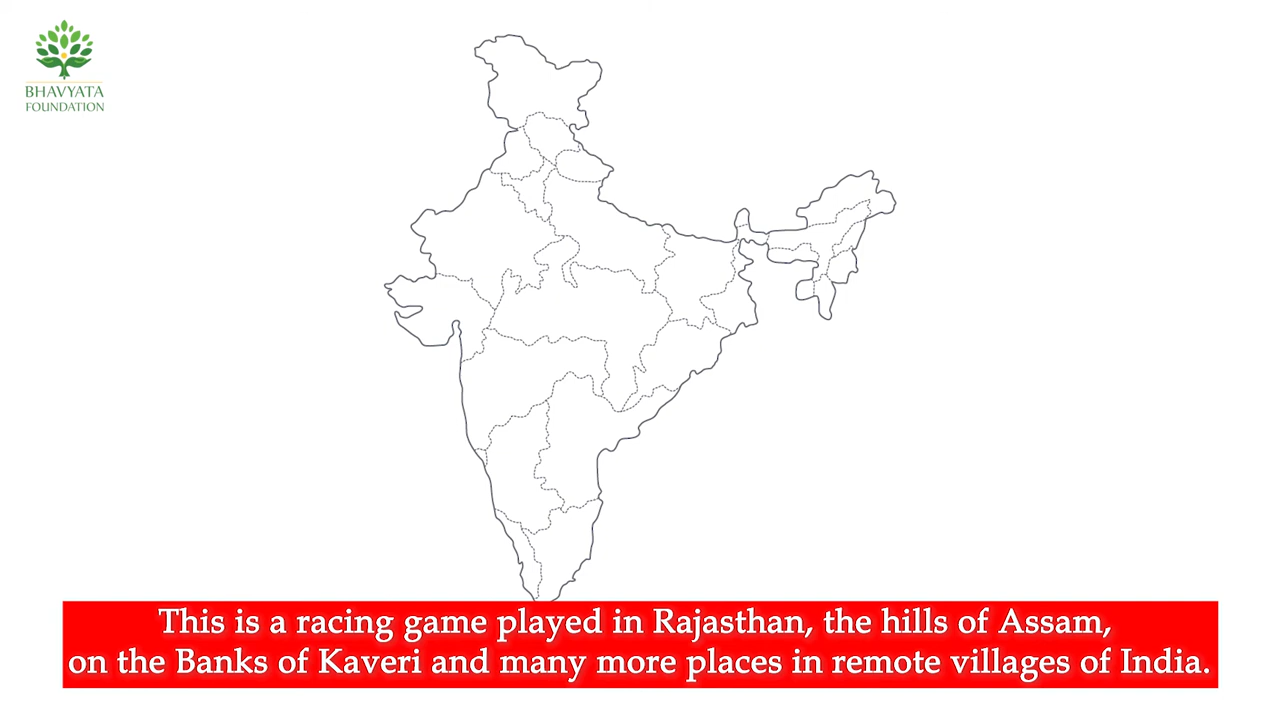 BHAVYATA
FOUNDATION
This is a racing game played in Rajasthan, the hills of Assam,
on the Banks of Kaveri and many more places in remote villages of India.